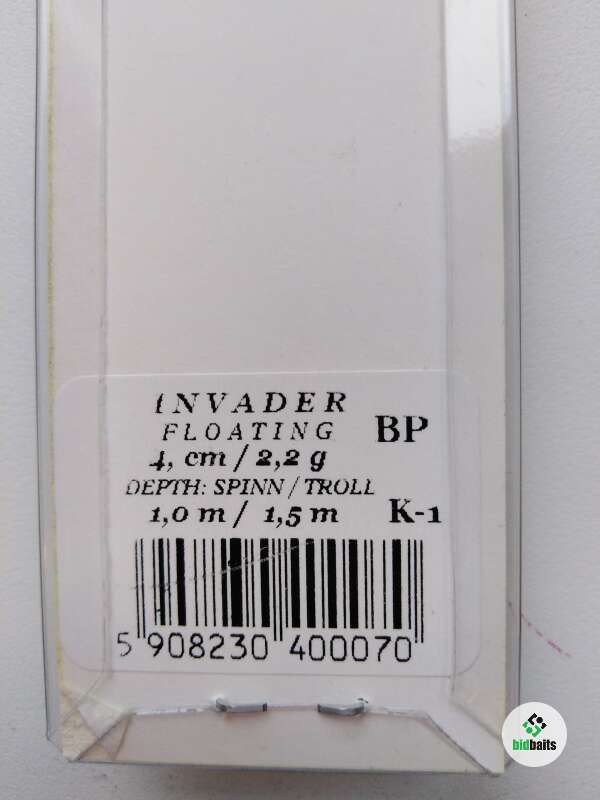 INVADER
FLOATING BP
4, cm / 2,2 g
DEPTH: SPINN / TROLL
1,0 m / 1,5 m K-1
5 908230 400070
bidbaits